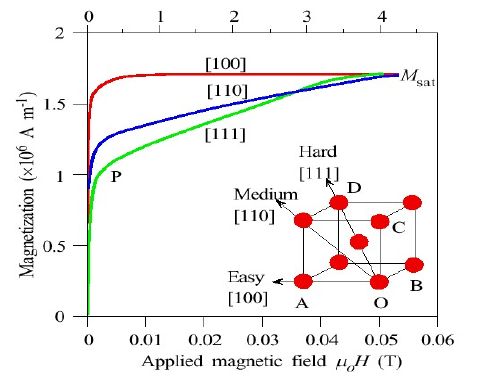 0 1 2 3 4
2
1.5
1
0.5
0
Magnetization (×10⁶ A m⁻¹)
[100]
[110]
[111]
P
Mₛₐₜ
Hard
[111]
D
Medium
[110]
C
Easy
[100]
A
O
B
0 0.01 0.02 0.03 0.04 0.05 0.06
Applied magnetic field μₒH (T)